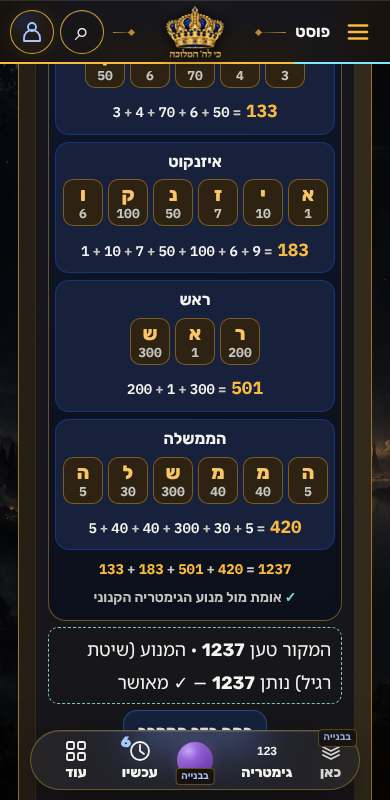 פוסט
כי לה' המלוכה
3 4 70 6 50
3 + 4 + 70 + 6 + 50 = 133
איזנקוט
א י ז נ ק ו
1 10 7 50 100 6
1 + 10 + 7 + 50 + 100 + 6 + 9 = 183
ראש
ר א ש
200 1 300
200 + 1 + 300 = 501
הממשלה
ה מ מ ש ל ה
5 40 40 300 30 5
5 + 40 + 40 + 300 + 30 + 5 = 420
133 + 183 + 501 + 420 = 1237
✓ אומת מול מנוע הגימטריה הקנוני
המקור טען 1237 • המנוע (שיטת
רגיל) נותן 1237 — ✓ מאושר
בבנייה
6
123
כאן גימטריה בבנייה עכשיו עוד